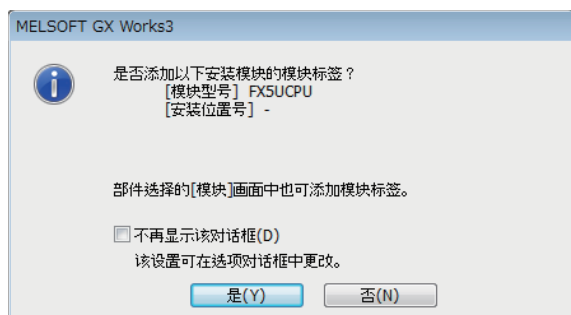 MELSOFT GX Works3
是否添加以下安装模块的模块标签？
[模块型号] FX5UCPU
[安装位置号] -
部件选择的[模块]画面中也可添加模块标签。
不再显示该对话框(D)
该设置可在选项对话框中更改。
是(Y) 否(N)